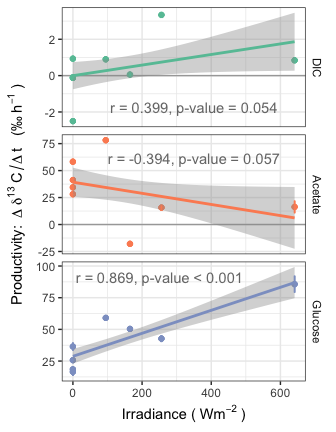 Productivity: Δ δ¹³ C/Δ t (‰ h⁻¹)
2
0
-2
r = 0.399, p-value = 0.054
DIC
75
50
25
0
-25
r = -0.394, p-value = 0.057
Acetate
100
75
50
25
r = 0.869, p-value < 0.001
Glucose
0 200 400 600
Irradiance ( Wm⁻² )